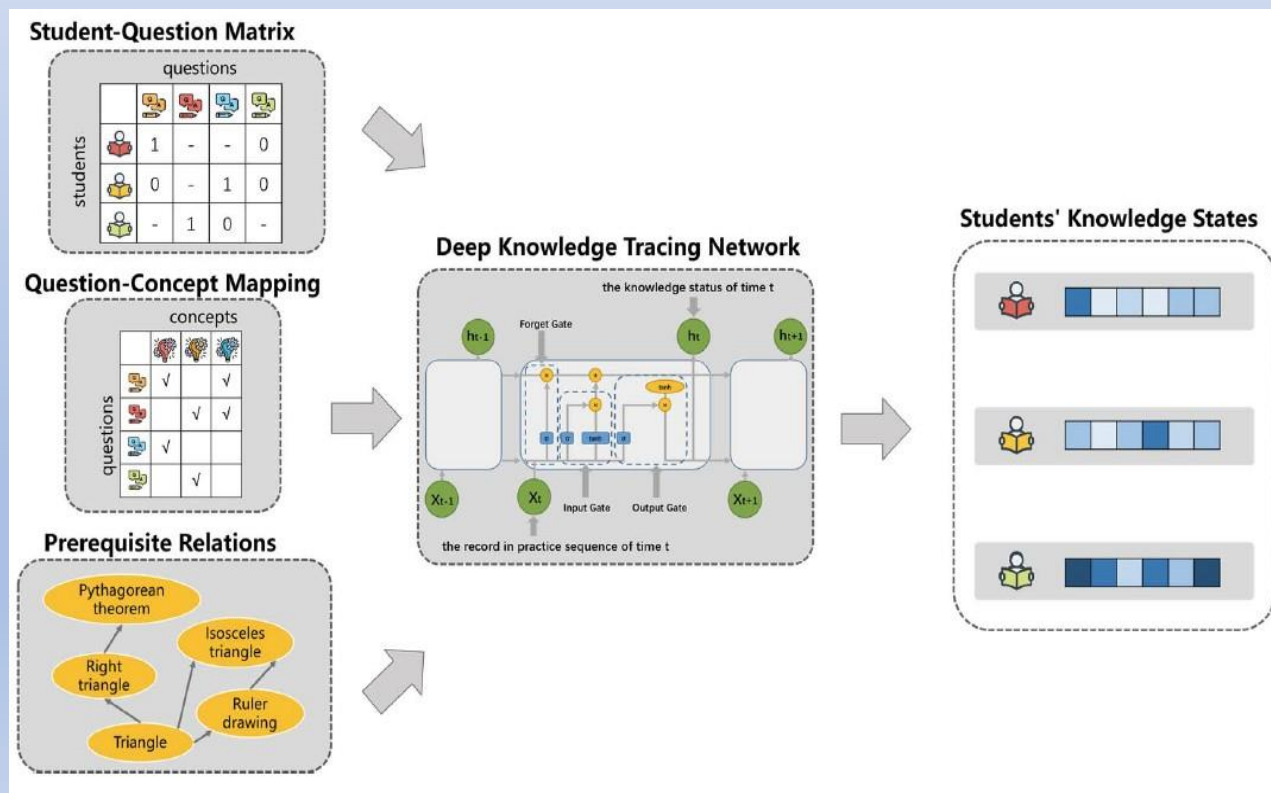 Student-Question Matrix
questions
students
1 - - 0
0 - 1 0
- 1 0 -
Question-Concept Mapping
concepts
questions
√ √
√ √
√
√
Prerequisite Relations
Pythagorean
theorem
Isosceles
triangle
Right
triangle
Ruler
drawing
Triangle
Deep Knowledge Tracing Network
the knowledge status of time t
Forget Gate
ht-1
ht
ht+1
tanh
σ σ tanh σ
Xt-1
Xt
Xt+1
Input Gate
Output Gate
the record in practice sequence of time t
Students' Knowledge States